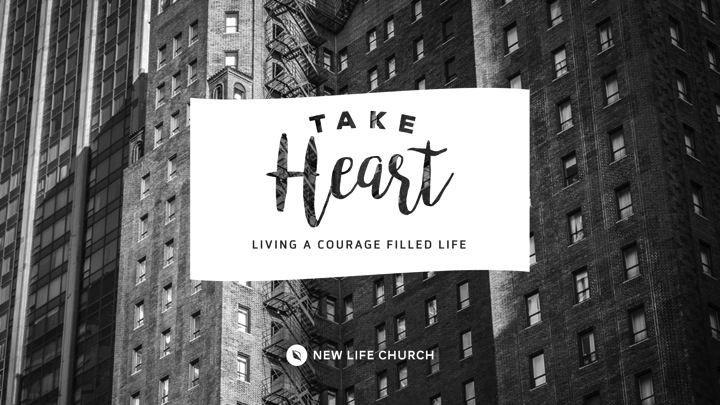 TAKE
Heart
LIVING A COURAGE FILLED LIFE
NEW LIFE CHURCH